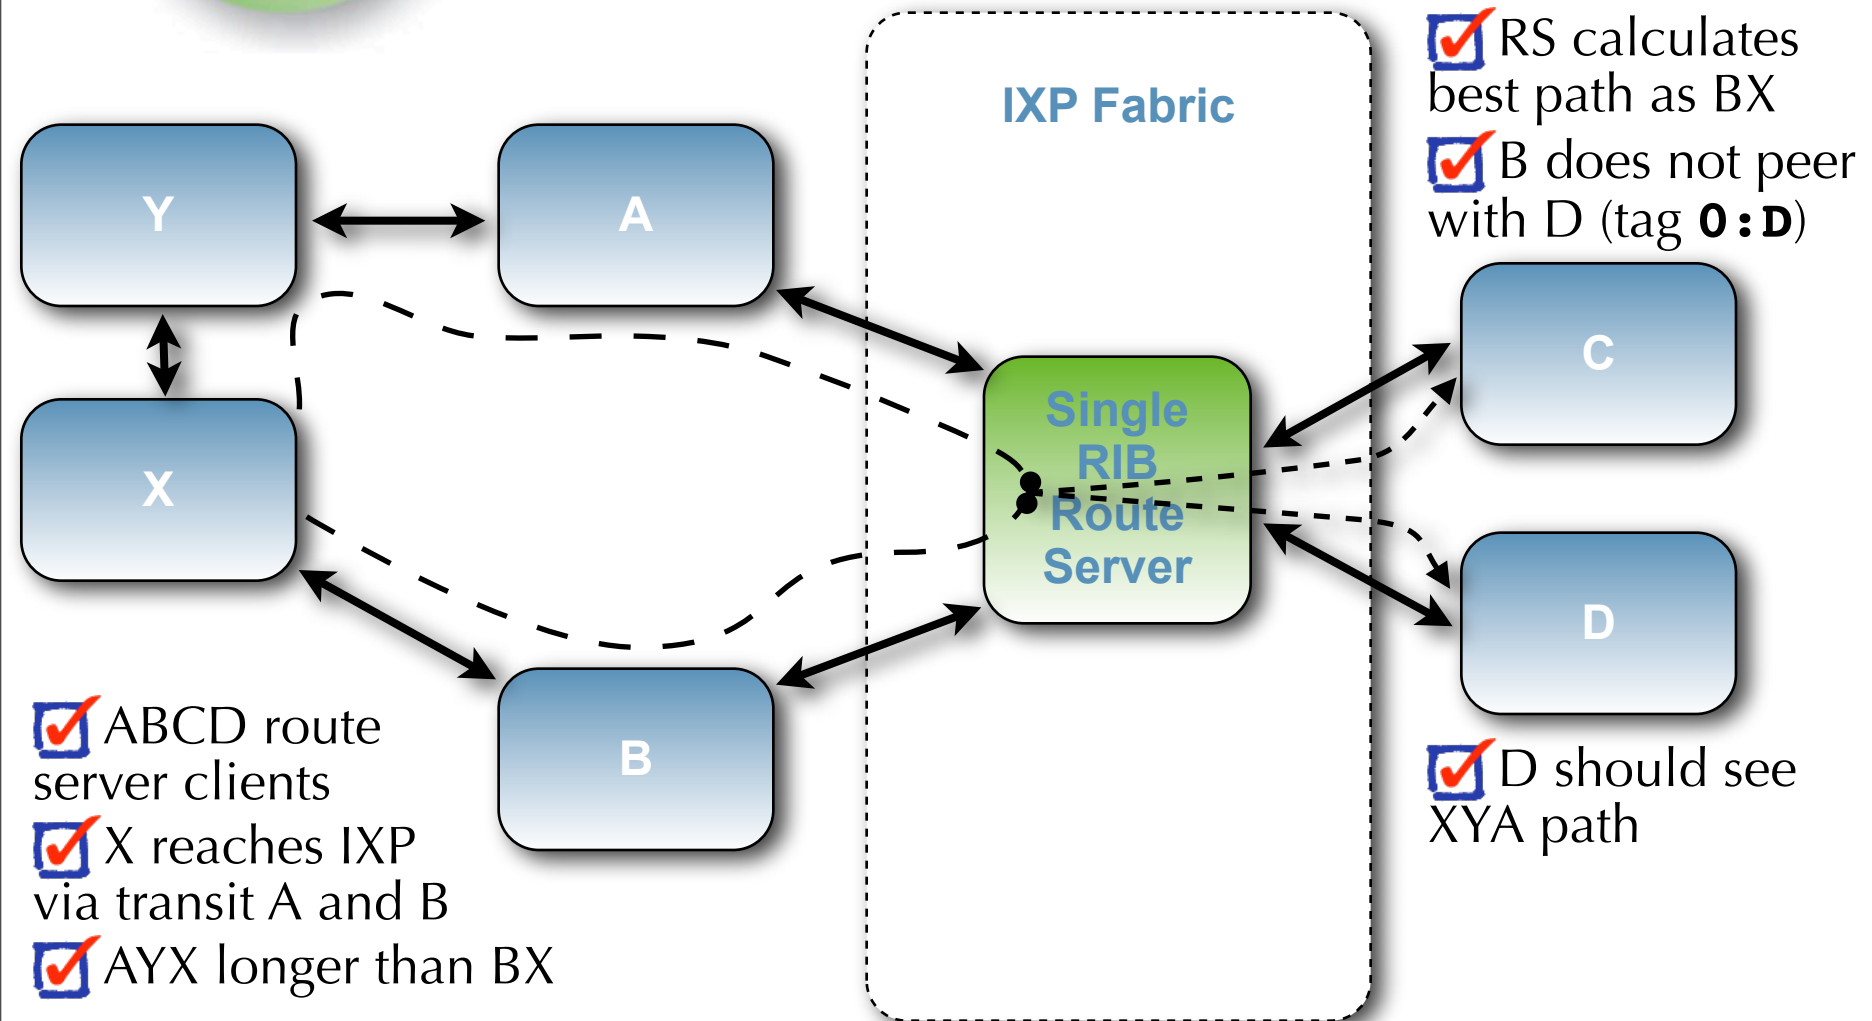 IXP Fabric
Y
A
X
B
Single
RIB
Route
Server
C
D
RS calculates
best path as BX
B does not peer
with D (tag 0:D)
D should see
XYA path
ABCD route
server clients
X reaches IXP
via transit A and B
AYX longer than BX